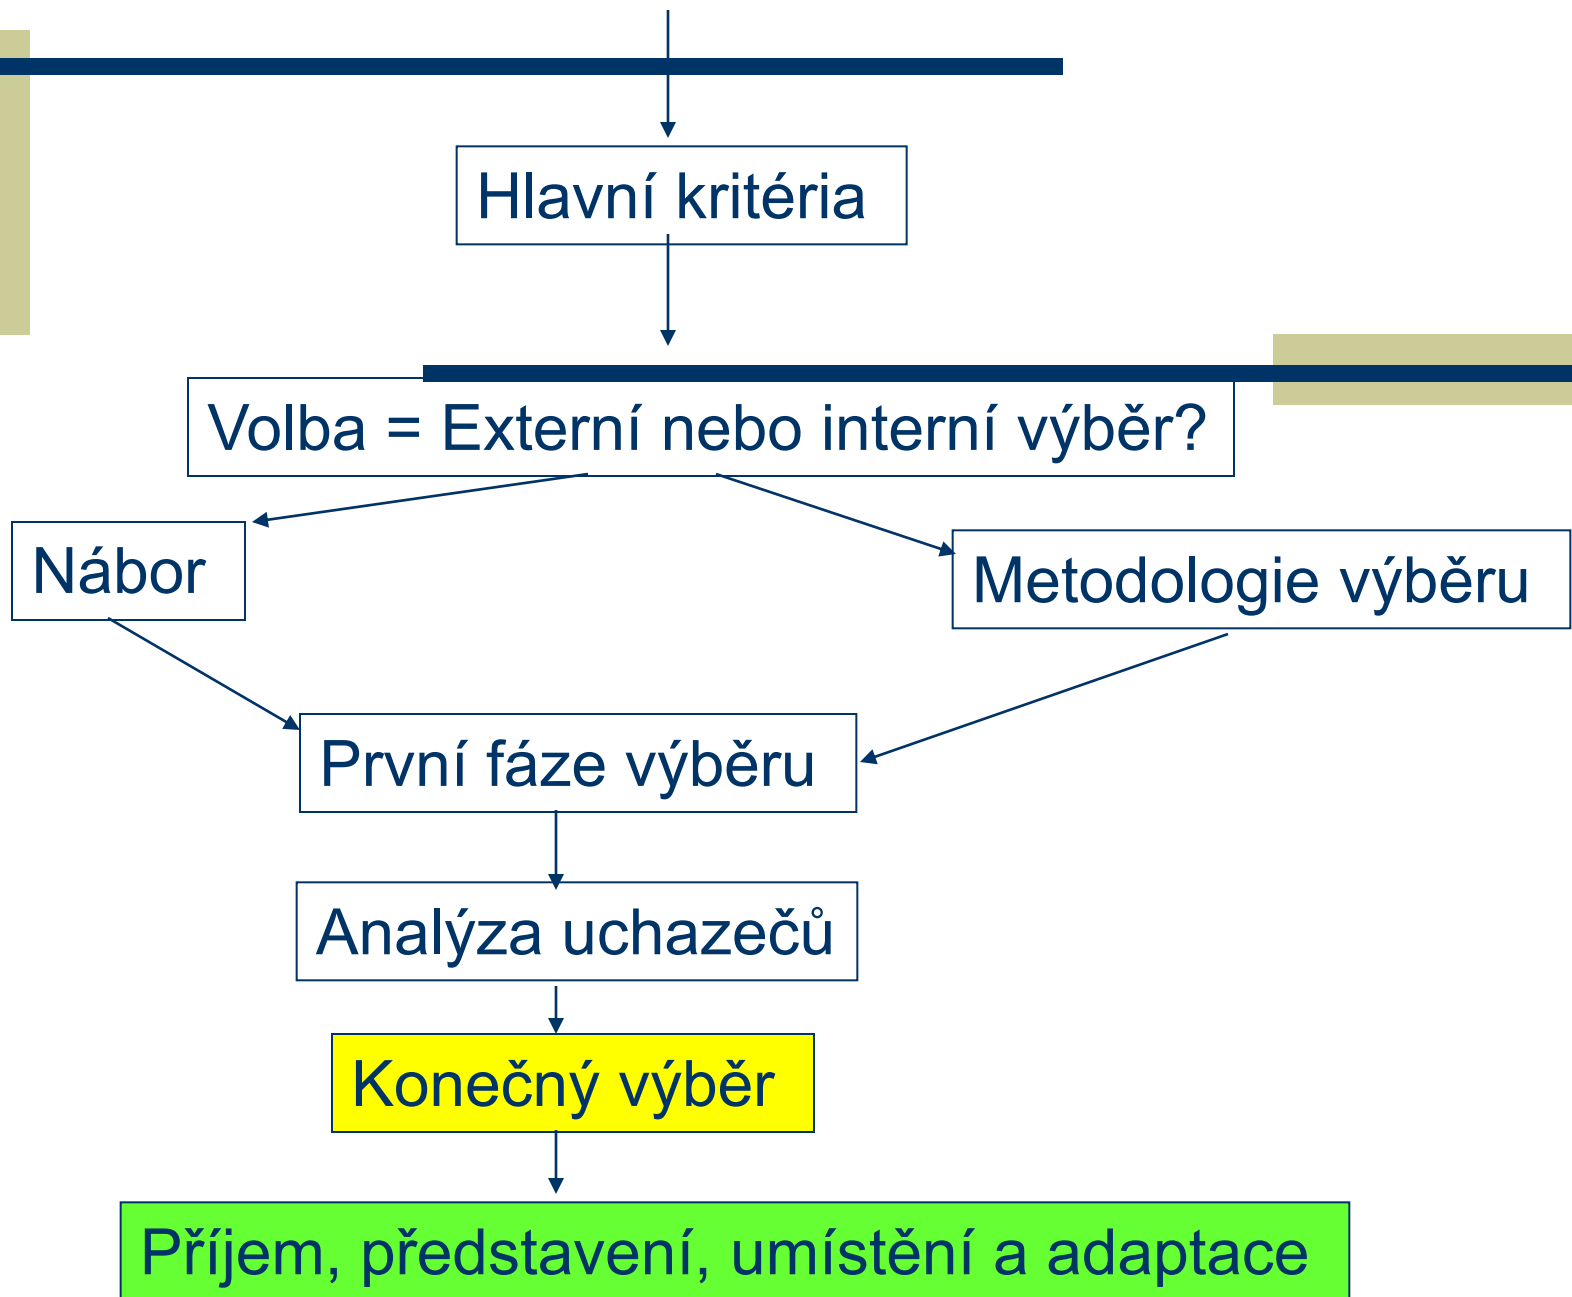 Hlavní kritéria
Volba = Externí nebo interní výběr?
Nábor
Metodologie výběru
První fáze výběru
Analýza uchazečů
Konečný výběr
Příjem, představení, umístění a adaptace